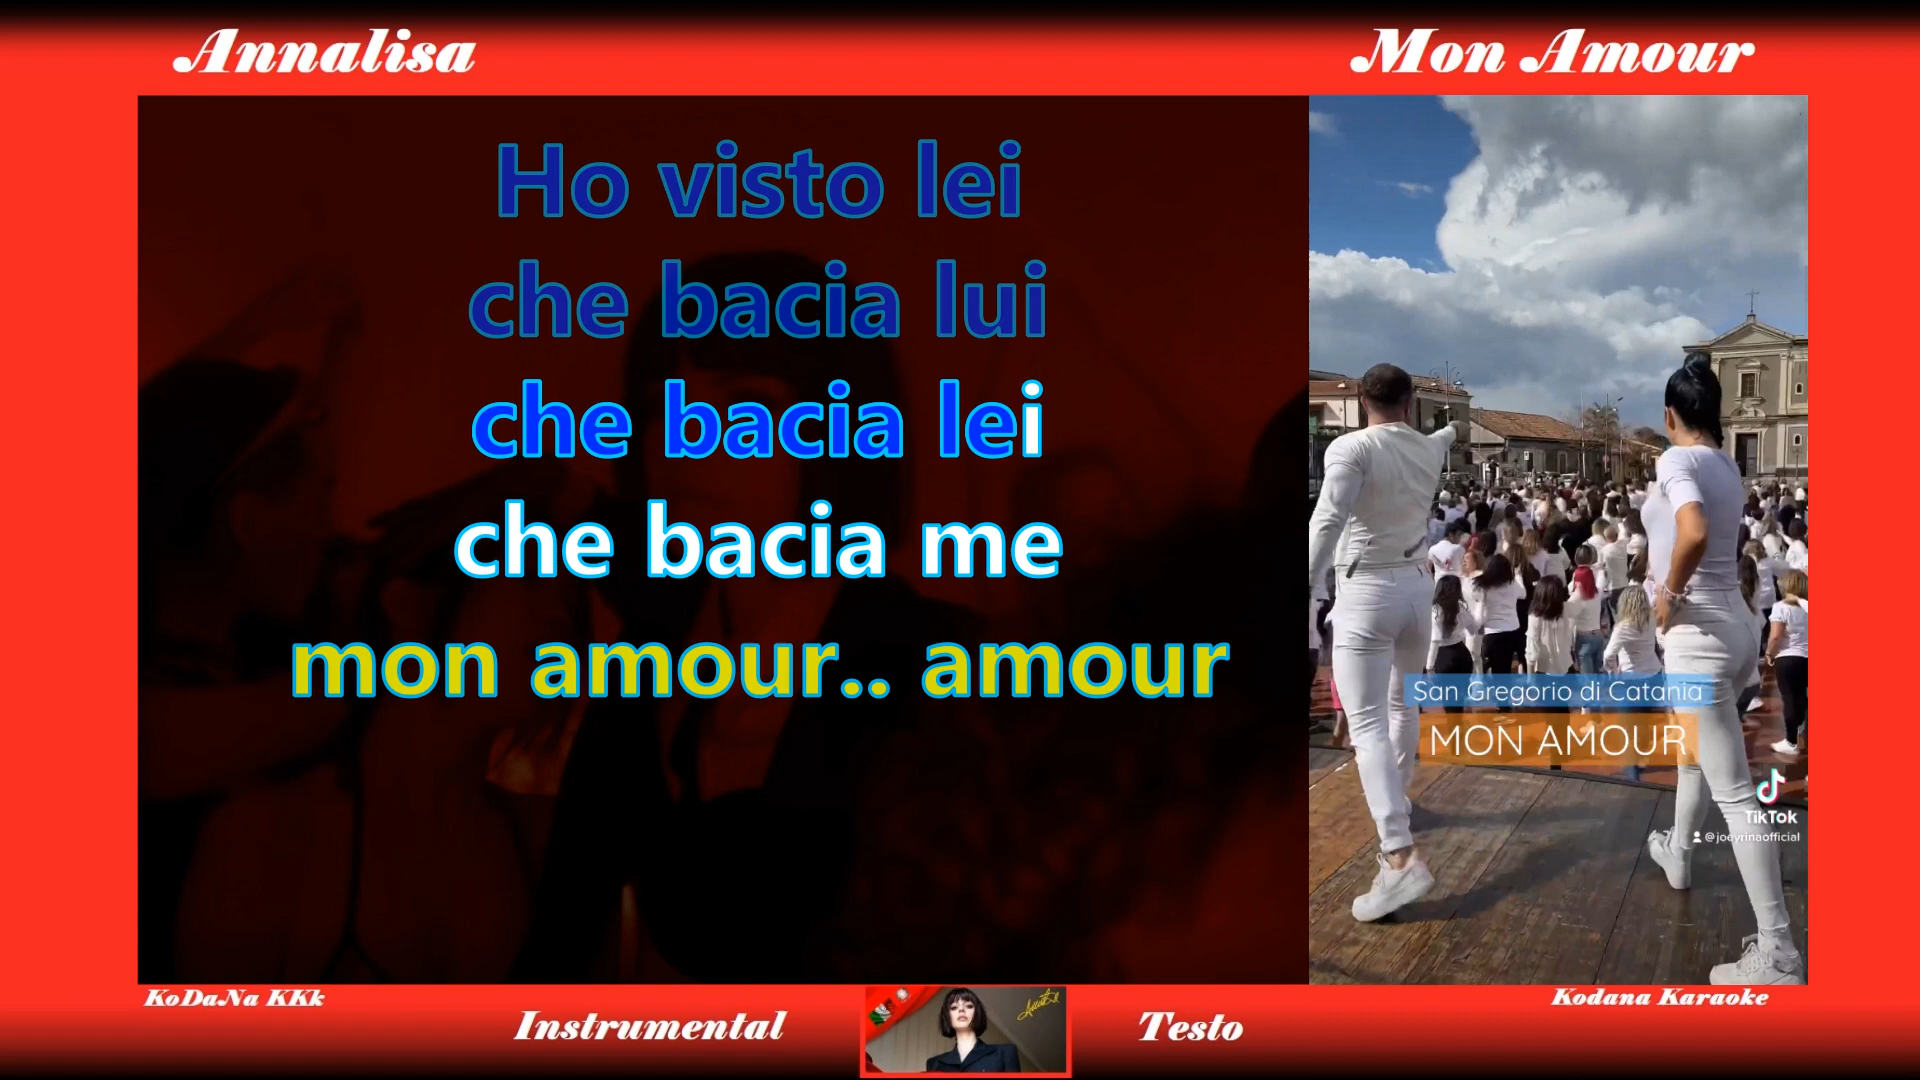 Annalisa
Mon Amour
Ho visto lei
che bacia lui
che bacia lei
che bacia me
mon amour.. amour
San Gregorio di Catania
MON AMOUR
TikTok
@joeyrinaofficial
KoDaNa KKk
Kodana Karaoke
Instrumental
Testo